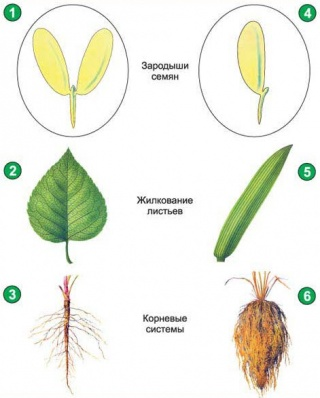 1
4
Зародыши
семян
2
5
Жилкование
листьев
3
6
Корневые
системы